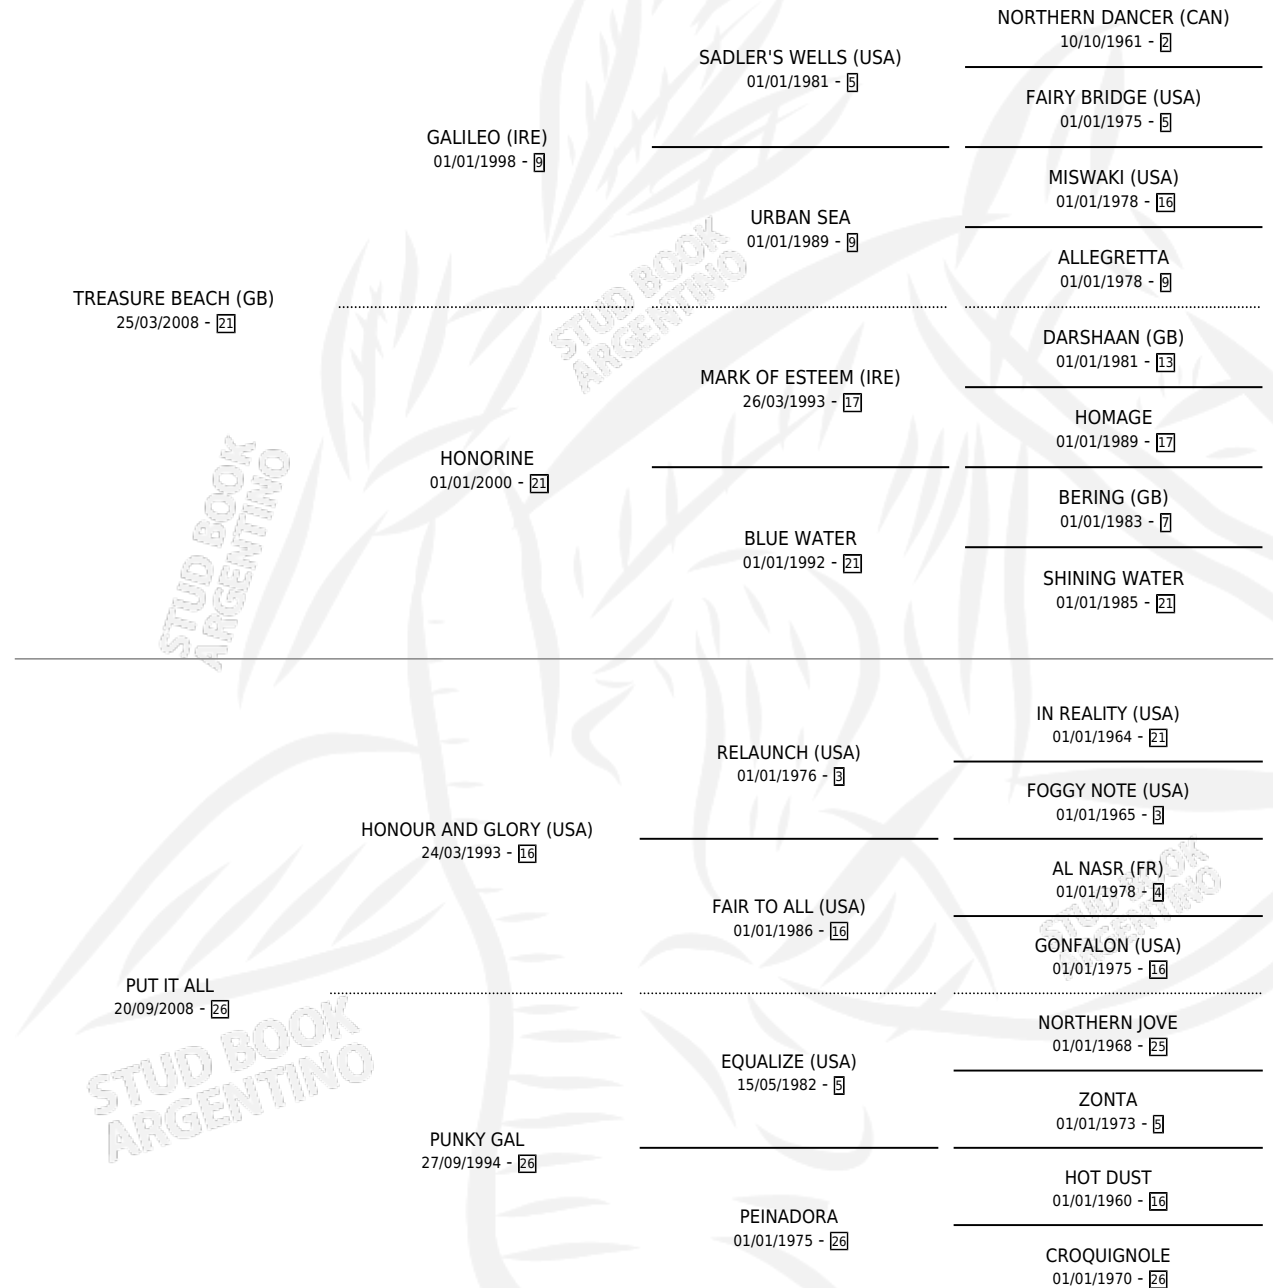 NORTHERN DANCER (CAN)
10/10/1961 - 2
SADLER'S WELLS (USA)
01/01/1981 - 5
FAIRY BRIDGE (USA)
01/01/1975 - 5
GALILEO (IRE)
01/01/1998 - 9
MISWAKI (USA)
01/01/1978 - 16
URBAN SEA
01/01/1989 - 9
ALLEGRETTA
01/01/1978 - 9
TREASURE BEACH (GB)
25/03/2008 - 21
DARSHAAN (GB)
01/01/1981 - 13
MARK OF ESTEEM (IRE)
26/03/1993 - 17
HOMAGE
01/01/1989 - 17
HONORINE
01/01/2000 - 21
BERING (GB)
01/01/1983 - 7
BLUE WATER
01/01/1992 - 21
SHINING WATER
01/01/1985 - 21
STUD BOOK
ARGENTINO
STUD BOOK
ARGENTINO
IN REALITY (USA)
01/01/1964 - 21
RELAUNCH (USA)
01/01/1976 - 3
FOGGY NOTE (USA)
01/01/1965 - 3
HONOUR AND GLORY (USA)
24/03/1993 - 16
AL NASR (FR)
01/01/1978 - 4
FAIR TO ALL (USA)
01/01/1986 - 16
GONFALON (USA)
01/01/1975 - 16
PUT IT ALL
20/09/2008 - 26
NORTHERN JOVE
01/01/1968 - 25
EQUALIZE (USA)
15/05/1982 - 5
ZONTA
01/01/1973 - 5
PUNKY GAL
27/09/1994 - 26
HOT DUST
01/01/1960 - 16
PEINADORA
01/01/1975 - 26
CROQUIGNOLE
01/01/1970 - 26
STUD BOOK
ARGENTINO
STUD BOOK
ARGENTINO